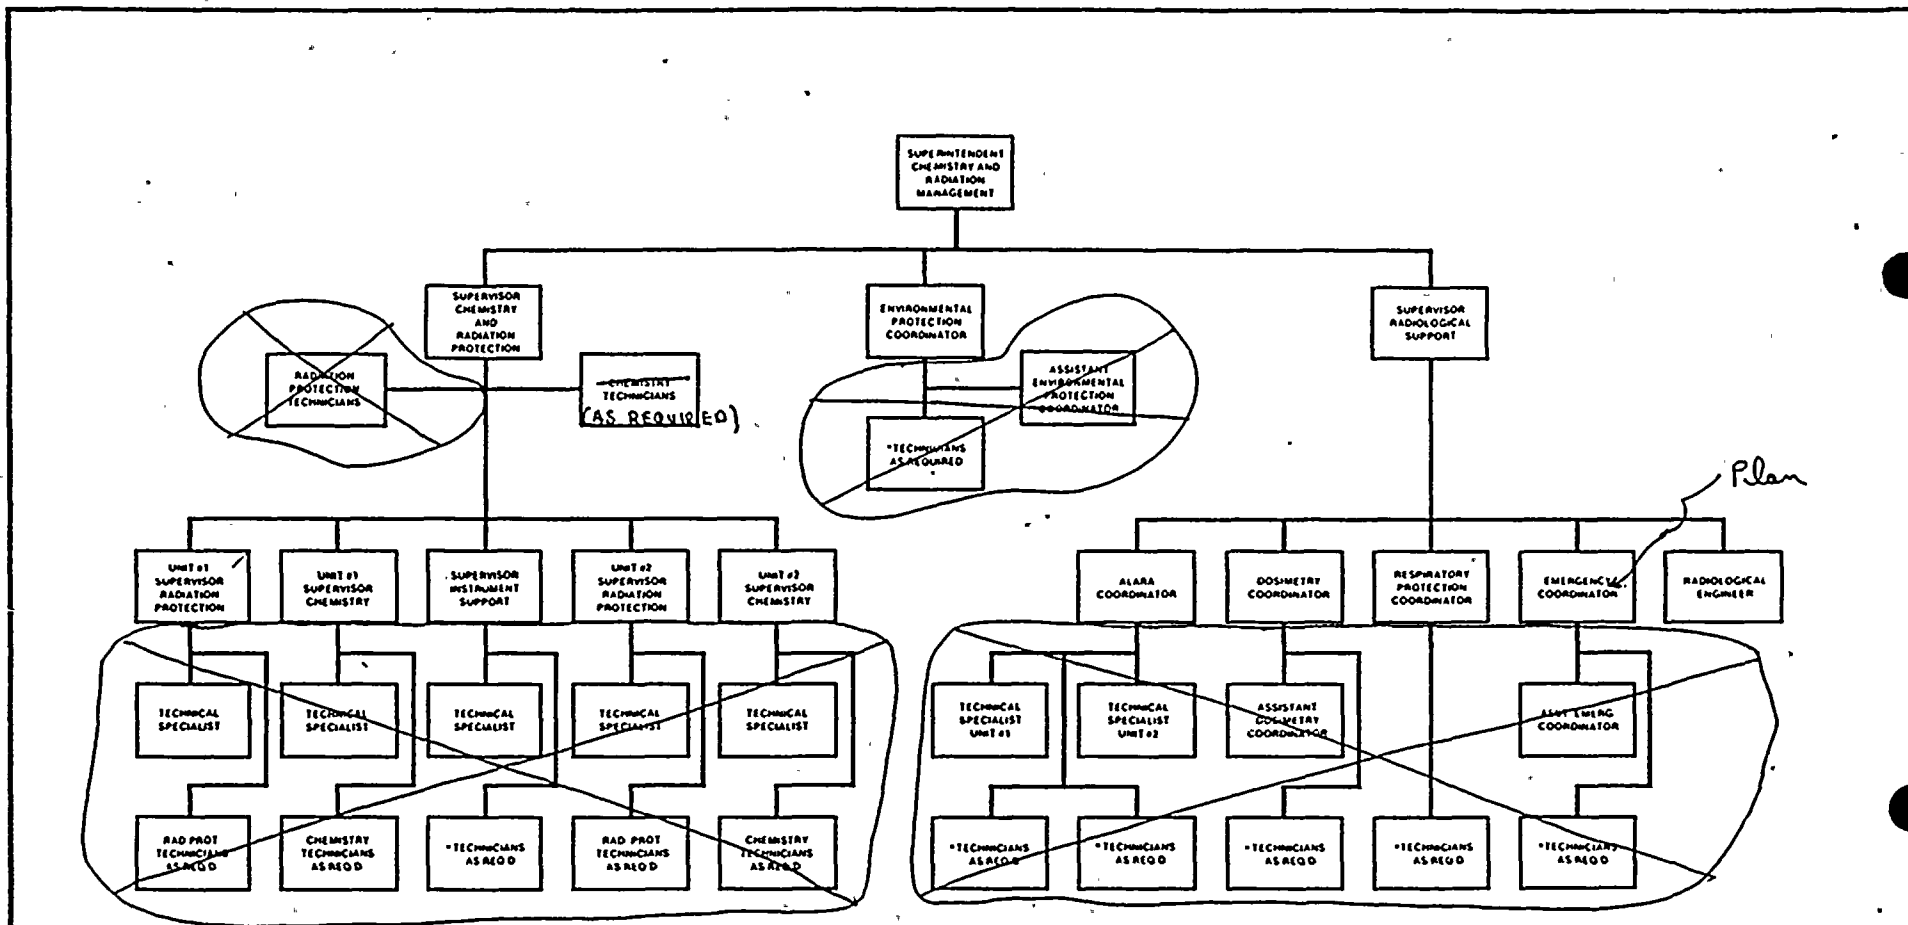 SUPERINTENDENT
CHEMISTRY AND
RADIATION
MANAGEMENT
SUPERVISOR
CHEMISTRY
AND
RADIATION
PROTECTION
ENVIRONMENTAL
PROTECTION
COORDINATOR
SUPERVISOR
RADIOLOGICAL
SUPPORT
RADIATION
PROTECTION
TECHNICIANS
CHEMISTRY
TECHNICIANS
(AS REQUIRED)
ASSISTANT
ENVIRONMENTAL
PROTECTION
COORDINATOR
*TECHNICIANS
AS REQUIRED
Plan
UNIT #1
SUPERVISOR
RADIATION
PROTECTION
UNIT #1
SUPERVISOR
CHEMISTRY
SUPERVISOR
INSTRUMENT
SUPPORT
UNIT #2
SUPERVISOR
RADIATION
PROTECTION
UNIT #2
SUPERVISOR
CHEMISTRY
ALARA
COORDINATOR
DOSIMETRY
COORDINATOR
RESPIRATORY
PROTECTION
COORDINATOR
EMERGENCY
COORDINATOR
RADIOLOGICAL
ENGINEER
TECHNICAL
SPECIALIST
TECHNICAL
SPECIALIST
TECHNICAL
SPECIALIST
TECHNICAL
SPECIALIST
TECHNICAL
SPECIALIST
TECHNICAL
SPECIALIST
UNIT #1
TECHNICAL
SPECIALIST
UNIT #2
ASSISTANT
DOSIMETRY
COORDINATOR
ASST EMERG
COORDINATOR
RAD PROT
TECHNICIANS
AS REQ D
CHEMISTRY
TECHNICIANS
AS REQ D
*TECHNICIANS
AS REQ D
RAD PROT
TECHNICIANS
AS REQ D
CHEMISTRY
TECHNICIANS
AS REQ D
*TECHNICIANS
AS REQ D
*TECHNICIANS
AS REQ D
*TECHNICIANS
AS REQ D
*TECHNICIANS
AS REQ D
*TECHNICIANS
AS REQ D